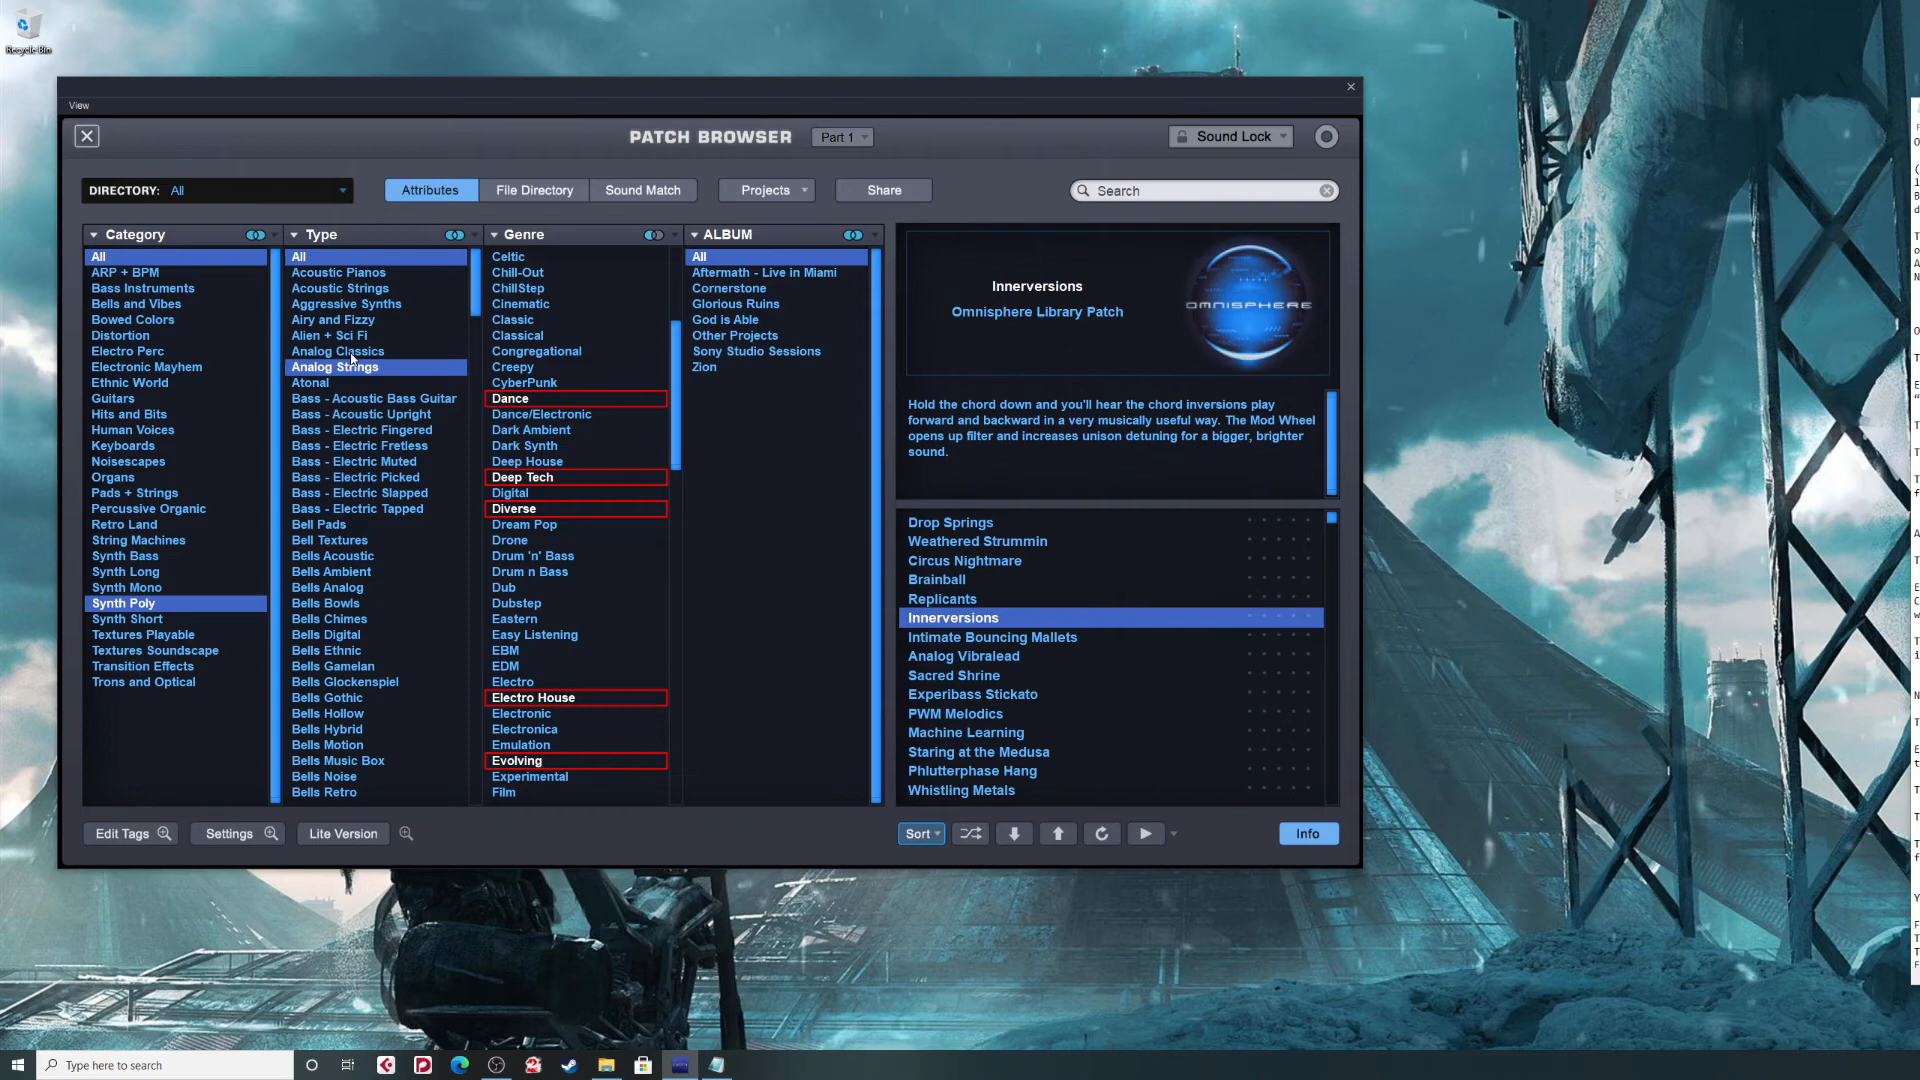 Recycle Bin
View
PATCH BROWSER
Part 1
Sound Lock
DIRECTORY: All
Attributes
File Directory
Sound Match
Projects
Share
Search
Category
All
ARP + BPM
Bass Instruments
Bells and Vibes
Bowed Colors
Distortion
Electro Perc
Electronic Mayhem
Ethnic World
Guitars
Hits and Bits
Human Voices
Keyboards
Noisescapes
Organs
Pads + Strings
Percussive Organic
Retro Land
String Machines
Synth Bass
Synth Long
Synth Mono
Synth Poly
Synth Short
Textures Playable
Textures Soundscape
Transition Effects
Trons and Optical
Type
All
Acoustic Pianos
Acoustic Strings
Aggressive Synths
Airy and Fizzy
Alien + Sci Fi
Analog Classics
Analog Strings
Atonal
Bass - Acoustic Bass Guitar
Bass - Acoustic Upright
Bass - Electric Fingered
Bass - Electric Fretless
Bass - Electric Muted
Bass - Electric Picked
Bass - Electric Slapped
Bass - Electric Tapped
Bell Pads
Bell Textures
Bells Acoustic
Bells Ambient
Bells Analog
Bells Bowls
Bells Chimes
Bells Digital
Bells Ethnic
Bells Gamelan
Bells Glockenspiel
Bells Gothic
Bells Hollow
Bells Hybrid
Bells Motion
Bells Music Box
Bells Noise
Bells Retro
Genre
Celtic
Chill-Out
ChillStep
Cinematic
Classic
Classical
Congregational
Creepy
CyberPunk
Dance
Dance/Electronic
Dark Ambient
Dark Synth
Deep House
Deep Tech
Digital
Diverse
Dream Pop
Drone
Drum 'n' Bass
Drum n Bass
Dub
Dubstep
Eastern
Easy Listening
EBM
EDM
Electro
Electro House
Electronic
Electronica
Emulation
Evolving
Experimental
Film
ALBUM
All
Aftermath - Live in Miami
Cornerstone
Glorious Ruins
God is Able
Other Projects
Sony Studio Sessions
Zion
Innerversions
Omnisphere Library Patch
OMNISPHERE
Hold the chord down and you'll hear the chord inversions play
forward and backward in a very musically useful way. The Mod Wheel
opens up filter and increases unison detuning for a bigger, brighter
sound.
Drop Springs
Weathered Strummin
Circus Nightmare
Brainball
Replicants
Innerversions
Intimate Bouncing Mallets
Analog Vibralead
Sacred Shrine
Experibass Stickato
PWM Melodics
Machine Learning
Staring at the Medusa
Phlutterphase Hang
Whistling Metals
Edit Tags
Settings
Lite Version
Sort
Info
Type here to search